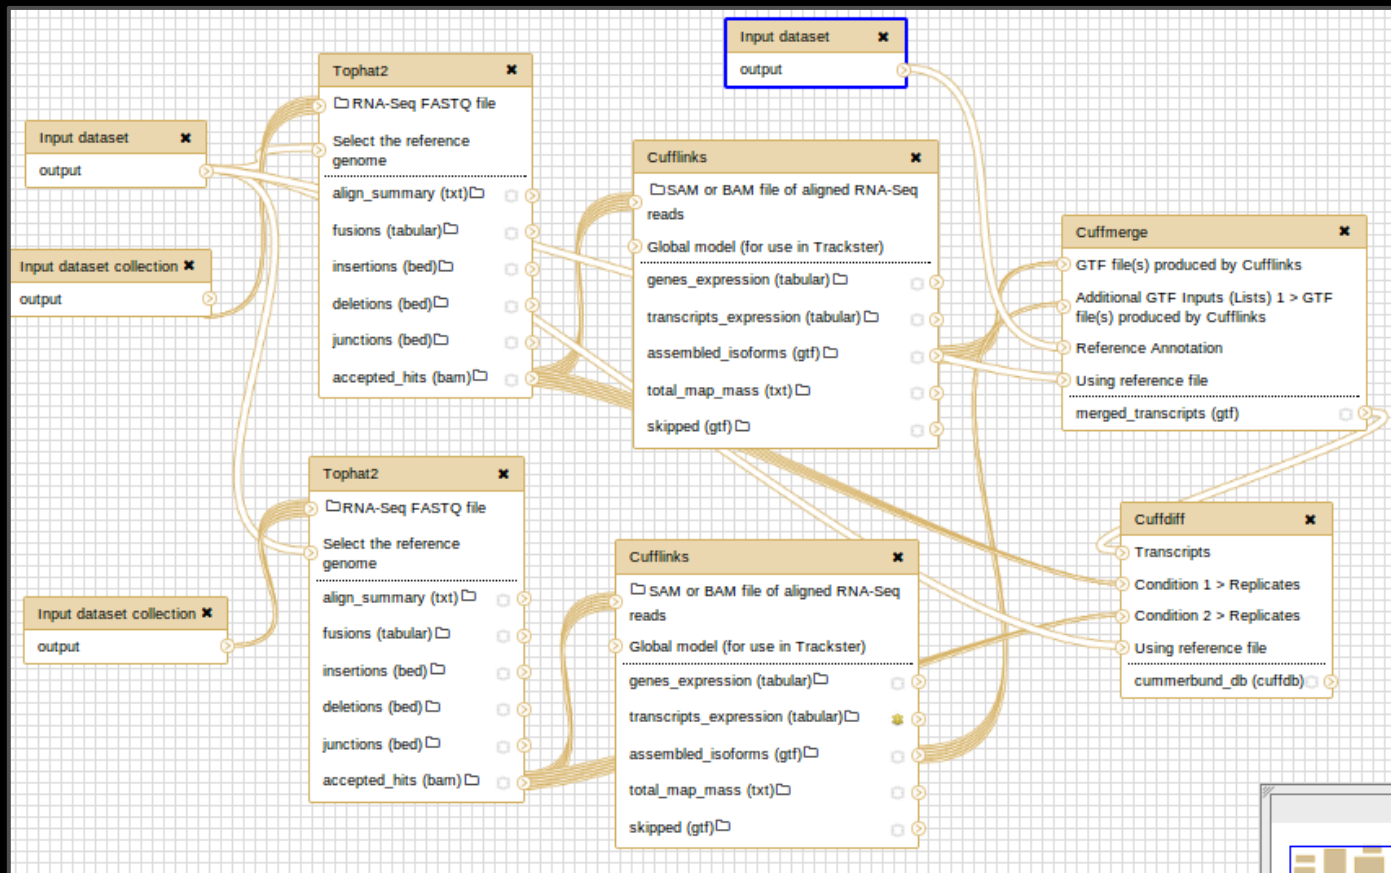 Input dataset
output
Tophat2
RNA-Seq FASTQ file
Select the reference
genome
align_summary (txt)
fusions (tabular)
insertions (bed)
deletions (bed)
junctions (bed)
accepted_hits (bam)
Input dataset
output
Input dataset collection
output
Cufflinks
SAM or BAM file of aligned RNA-Seq
reads
Global model (for use in Trackster)
genes_expression (tabular)
transcripts_expression (tabular)
assembled_isoforms (gtf)
total_map_mass (txt)
skipped (gtf)
Cuffmerge
GTF file(s) produced by Cufflinks
Additional GTF Inputs (Lists) 1 > GTF
file(s) produced by Cufflinks
Reference Annotation
Using reference file
merged_transcripts (gtf)
Tophat2
RNA-Seq FASTQ file
Select the reference
genome
align_summary (txt)
fusions (tabular)
insertions (bed)
deletions (bed)
junctions (bed)
accepted_hits (bam)
Input dataset collection
output
Cufflinks
SAM or BAM file of aligned RNA-Seq
reads
Global model (for use in Trackster)
genes_expression (tabular)
transcripts_expression (tabular)
assembled_isoforms (gtf)
total_map_mass (txt)
skipped (gtf)
Cuffdiff
Transcripts
Condition 1 > Replicates
Condition 2 > Replicates
Using reference file
cummerbund_db (cuffdb)